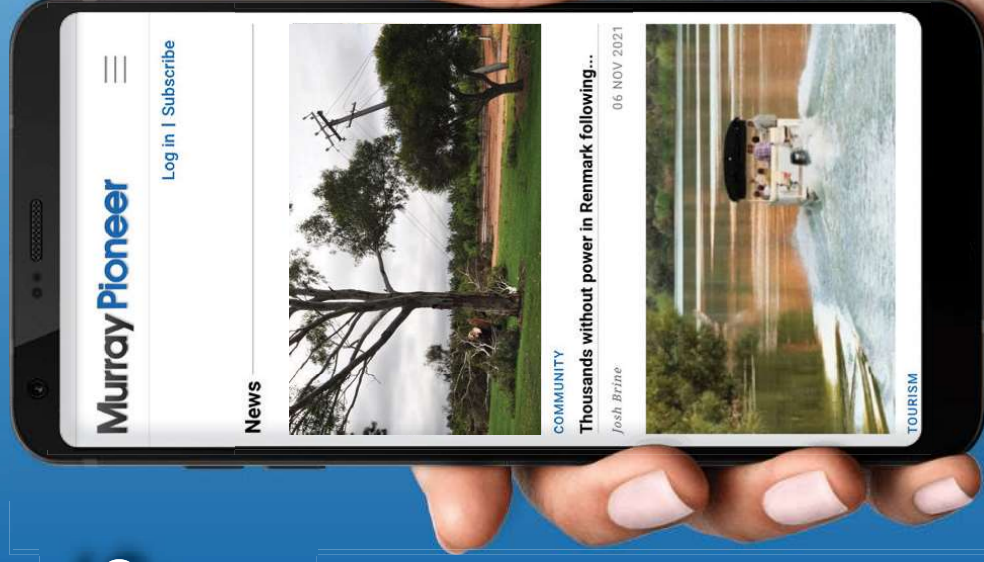 Murray Pioneer
Log in | Subscribe
News
COMMUNITY
Thousands without power in Renmark following...
Josh Brine
06 NOV 2021
TOURISM